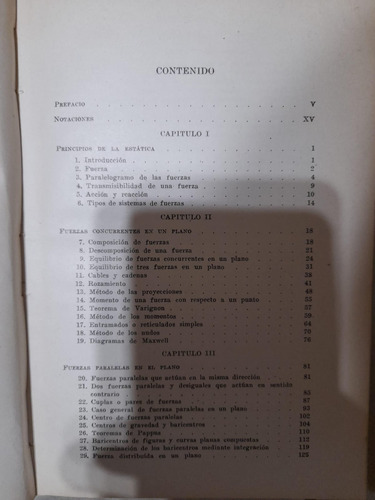 CONTENIDO
PREFACIO V
NOTACIONES XV
CAPITULO I
PRINCIPIOS DE LA ESTÁTICA 1
1. Introducción 1
2. Fuerza 2
3. Paralelogramo de las fuerzas 4
4. Transmisibilidad de una fuerza 9
5. Acción y reacción 10
6. Tipos de sistemas de fuerzas 14
CAPITULO II
FUERZAS CONCURRENTES EN UN PLANO 18
7. Composición de fuerzas 18
8. Descomposición de una fuerza 21
9. Equilibrio de fuerzas concurrentes en un plano 24
10. Equilibrio de tres fuerzas en un plano 31
11. Cables y cadenas 38
12. Rozamiento 41
13. Método de las proyecciones 48
14. Momento de una fuerza con respecto a un punto 55
15. Teorema de Varignon 57
16. Método de los momentos 59
17. Entramados o reticulados simples 64
18. Método de los nudos 70
19. Diagramas de Maxwell 76
CAPITULO III
FUERZAS PARALELAS EN EL PLANO 81
20. Fuerzas paralelas que actúan en la misma dirección 81
21. Dos fuerzas paralelas y desiguales que actúan en sentido
contrario 85
22. Cuplas o pares de fuerzas 87
23. Caso general de fuerzas paralelas en un plano 93
24. Centro de fuerzas paralelas 102
25. Centros de gravedad y baricentros 104
26. Teoremas de Pappus 110
27. Baricentros de figuras y curvas planas compuestas 113
28. Determinación de los baricentros mediante integración 119
29. Fuerza distribuída en un plano 125